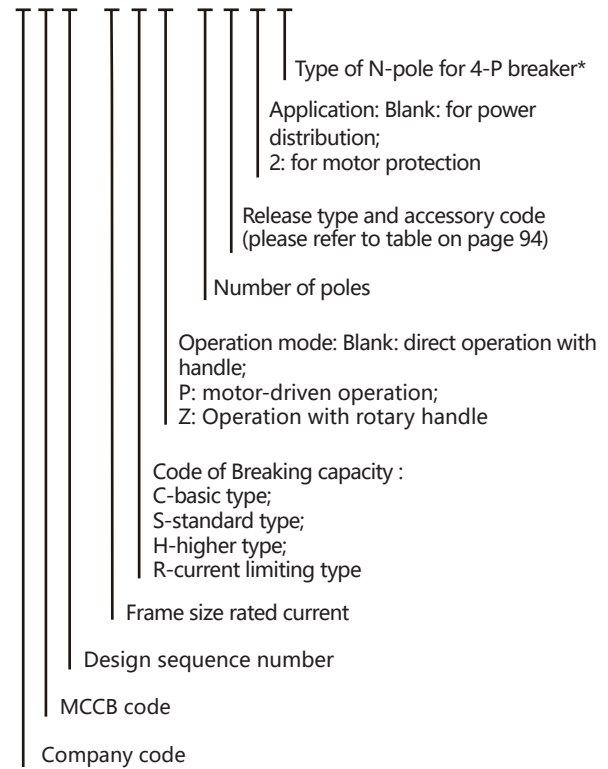 Type of N-pole for 4-P breaker*
Application: Blank: for power
distribution;
2: for motor protection
Release type and accessory code
(please refer to table on page 94)
Number of poles
Operation mode: Blank: direct operation with
handle;
P: motor-driven operation;
Z: Operation with rotary handle
Code of Breaking capacity :
C-basic type;
S-standard type;
H-higher type;
R-current limiting type
Frame size rated current
Design sequence number
MCCB code
Company code